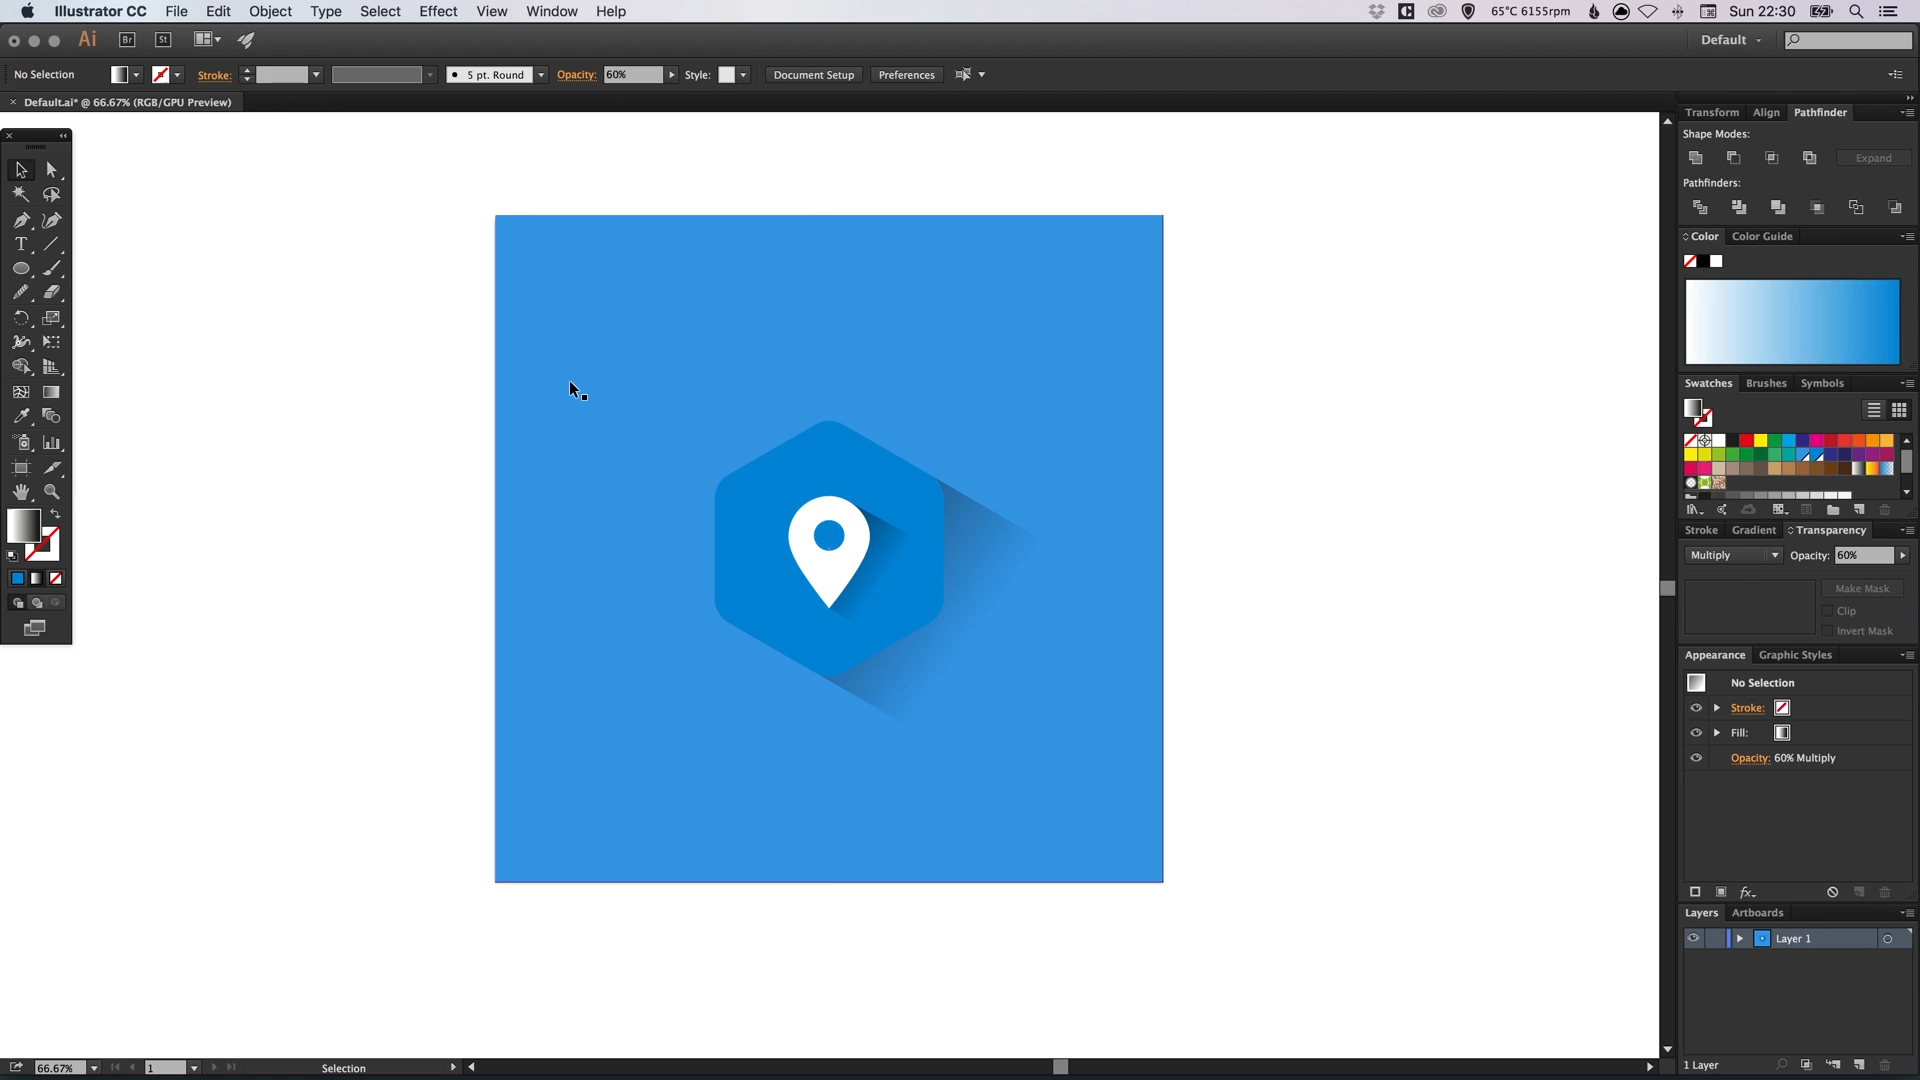 Illustrator CC File Edit Object Type Select Effect View Window Help 65°C 6155rpm Sun 22:30
Ai Br St Default
No Selection Stroke: 5 pt. Round Opacity: 60% Style: Document Setup Preferences
Default.ai* @ 66.67% (RGB/GPU Preview)
Transform Align Pathfinder
Shape Modes:
Expand
Pathfinders:
Color Color Guide
Swatches Brushes Symbols
Stroke Gradient Transparency
Multiply Opacity: 60%
Make Mask
Clip
Invert Mask
Appearance Graphic Styles
No Selection
Stroke:
Fill:
Opacity: 60% Multiply
fx
Layers Artboards
Layer 1
1 Layer
66.67% 1 Selection